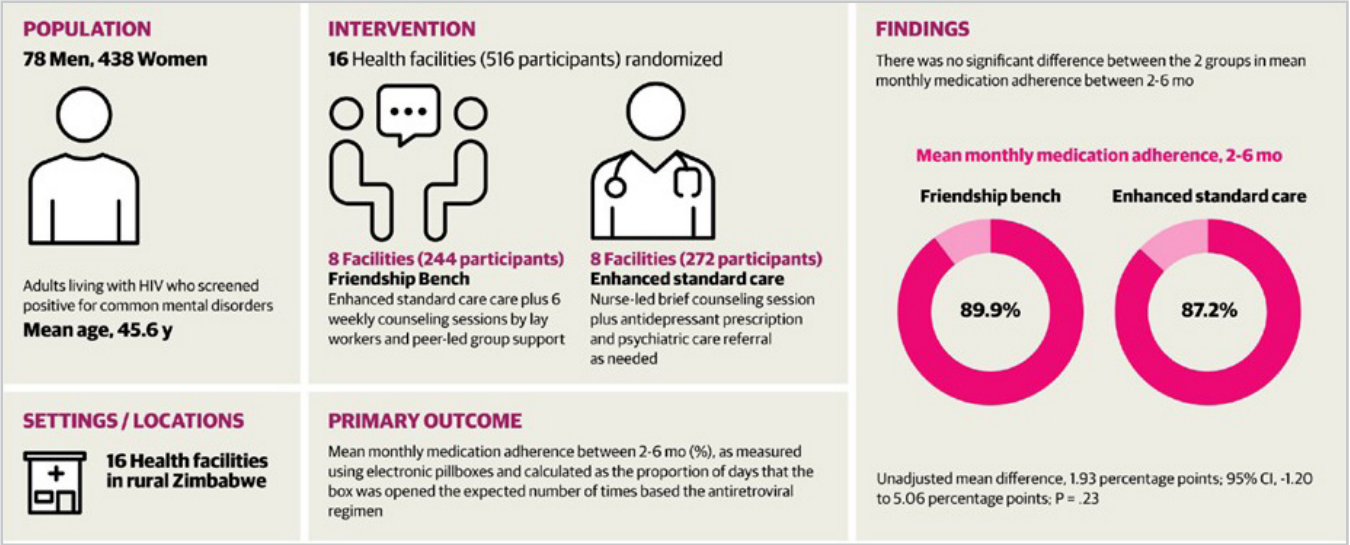 POPULATION
78 Men, 438 Women
Adults living with HIV who screened
positive for common mental disorders
Mean age, 45.6 y
SETTINGS / LOCATIONS
16 Health facilities
in rural Zimbabwe
INTERVENTION
16 Health facilities (516 participants) randomized
8 Facilities (244 participants)
Friendship Bench
Enhanced standard care care plus 6
weekly counseling sessions by lay
workers and peer-led group support
8 Facilities (272 participants)
Enhanced standard care
Nurse-led brief counseling session
plus antidepressant prescription
and psychiatric care referral
as needed
PRIMARY OUTCOME
Mean monthly medication adherence between 2-6 mo (%), as measured
using electronic pillboxes and calculated as the proportion of days that the
box was opened the expected number of times based the antiretroviral
regimen
FINDINGS
There was no significant difference between the 2 groups in mean
monthly medication adherence between 2-6 mo
Mean monthly medication adherence, 2-6 mo
Friendship bench
89.9%
Enhanced standard care
87.2%
Unadjusted mean difference, 1.93 percentage points; 95% CI, -1.20
to 5.06 percentage points; P = .23